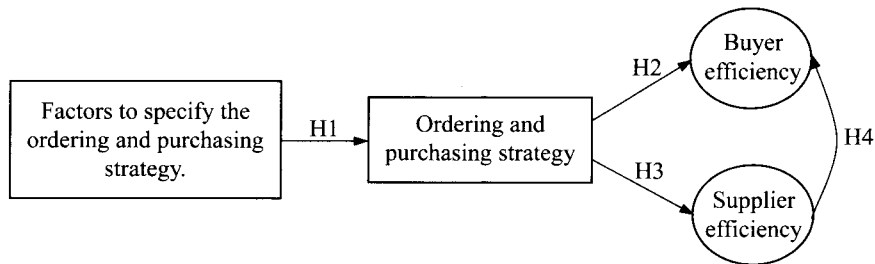 Factors to specify the
ordering and purchasing
strategy.
H1
Ordering and
purchasing strategy
H2
H3
Buyer
efficiency
Supplier
efficiency
H4